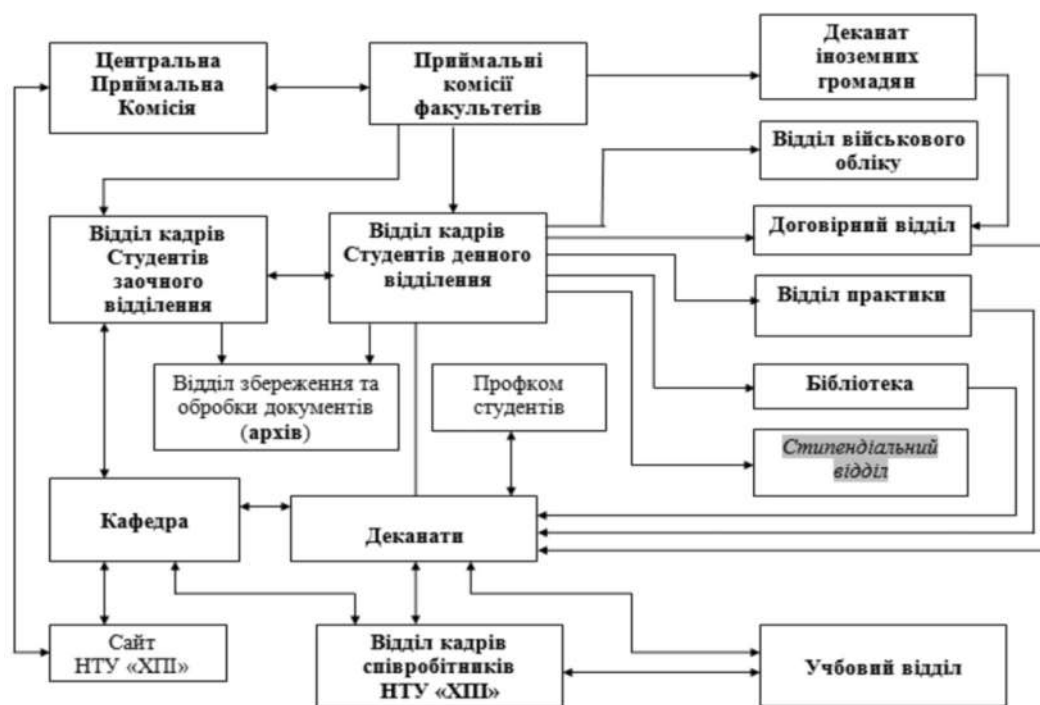 Центральна
Приймальна
Комісія
Приймальні
комісії
факультетів
Деканат
іноземних
громадян
Відділ військового
обліку
Відділ кадрів
Студентів
заочного
відділення
Відділ кадрів
Студентів денного
відділення
Договірний відділ
Відділ практики
Відділ збереження та
обробки документів
(архів)
Профком
студентів
Бібліотека
Стипендіальний
відділ
Кафедра
Деканати
Сайт
НТУ «ХПІ»
Відділ кадрів
співробітників
НТУ «ХПІ»
Учбовий відділ